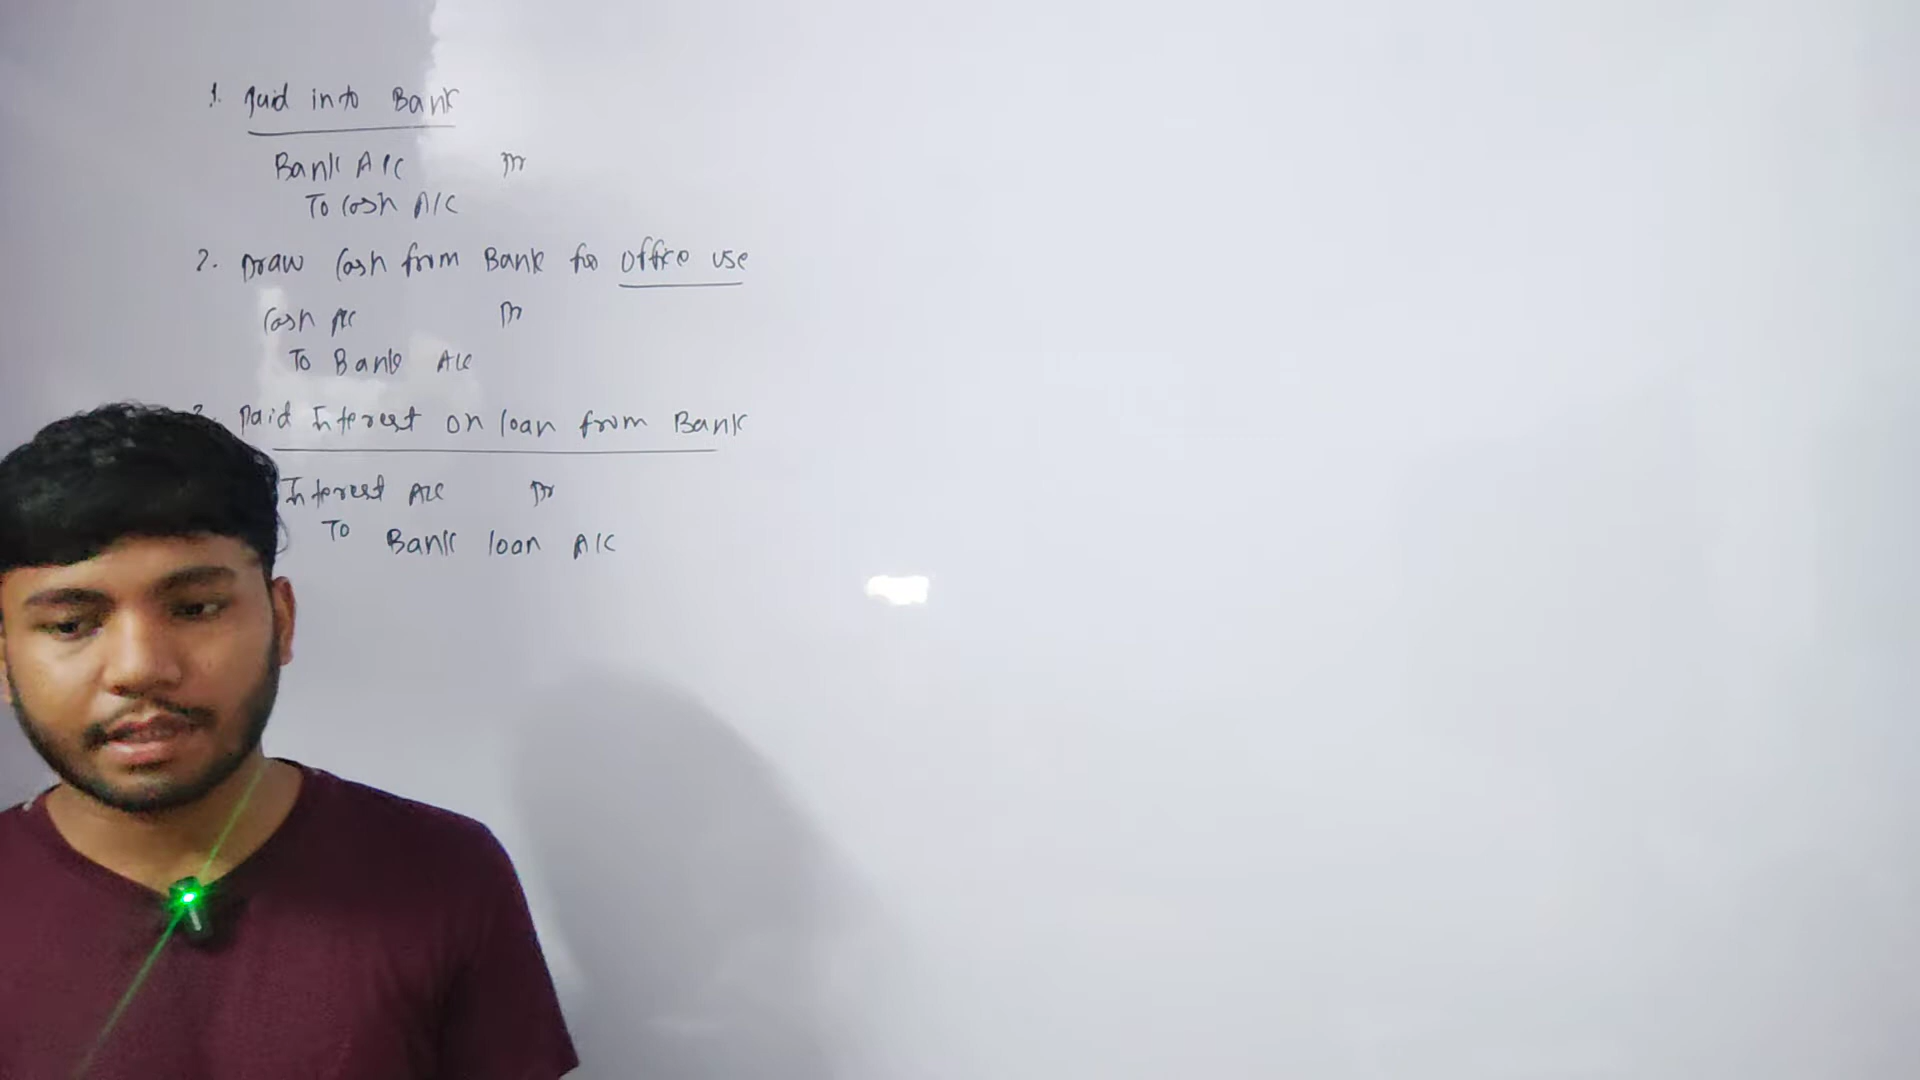 1. Paid into Bank
Bank A/C Dr
To Cash A/C
2. Draw Cash from Bank for office use
Cash A/C Dr
To Bank A/C
3. Paid Interest on loan from Bank
Interest A/C Dr
To Bank loan A/C